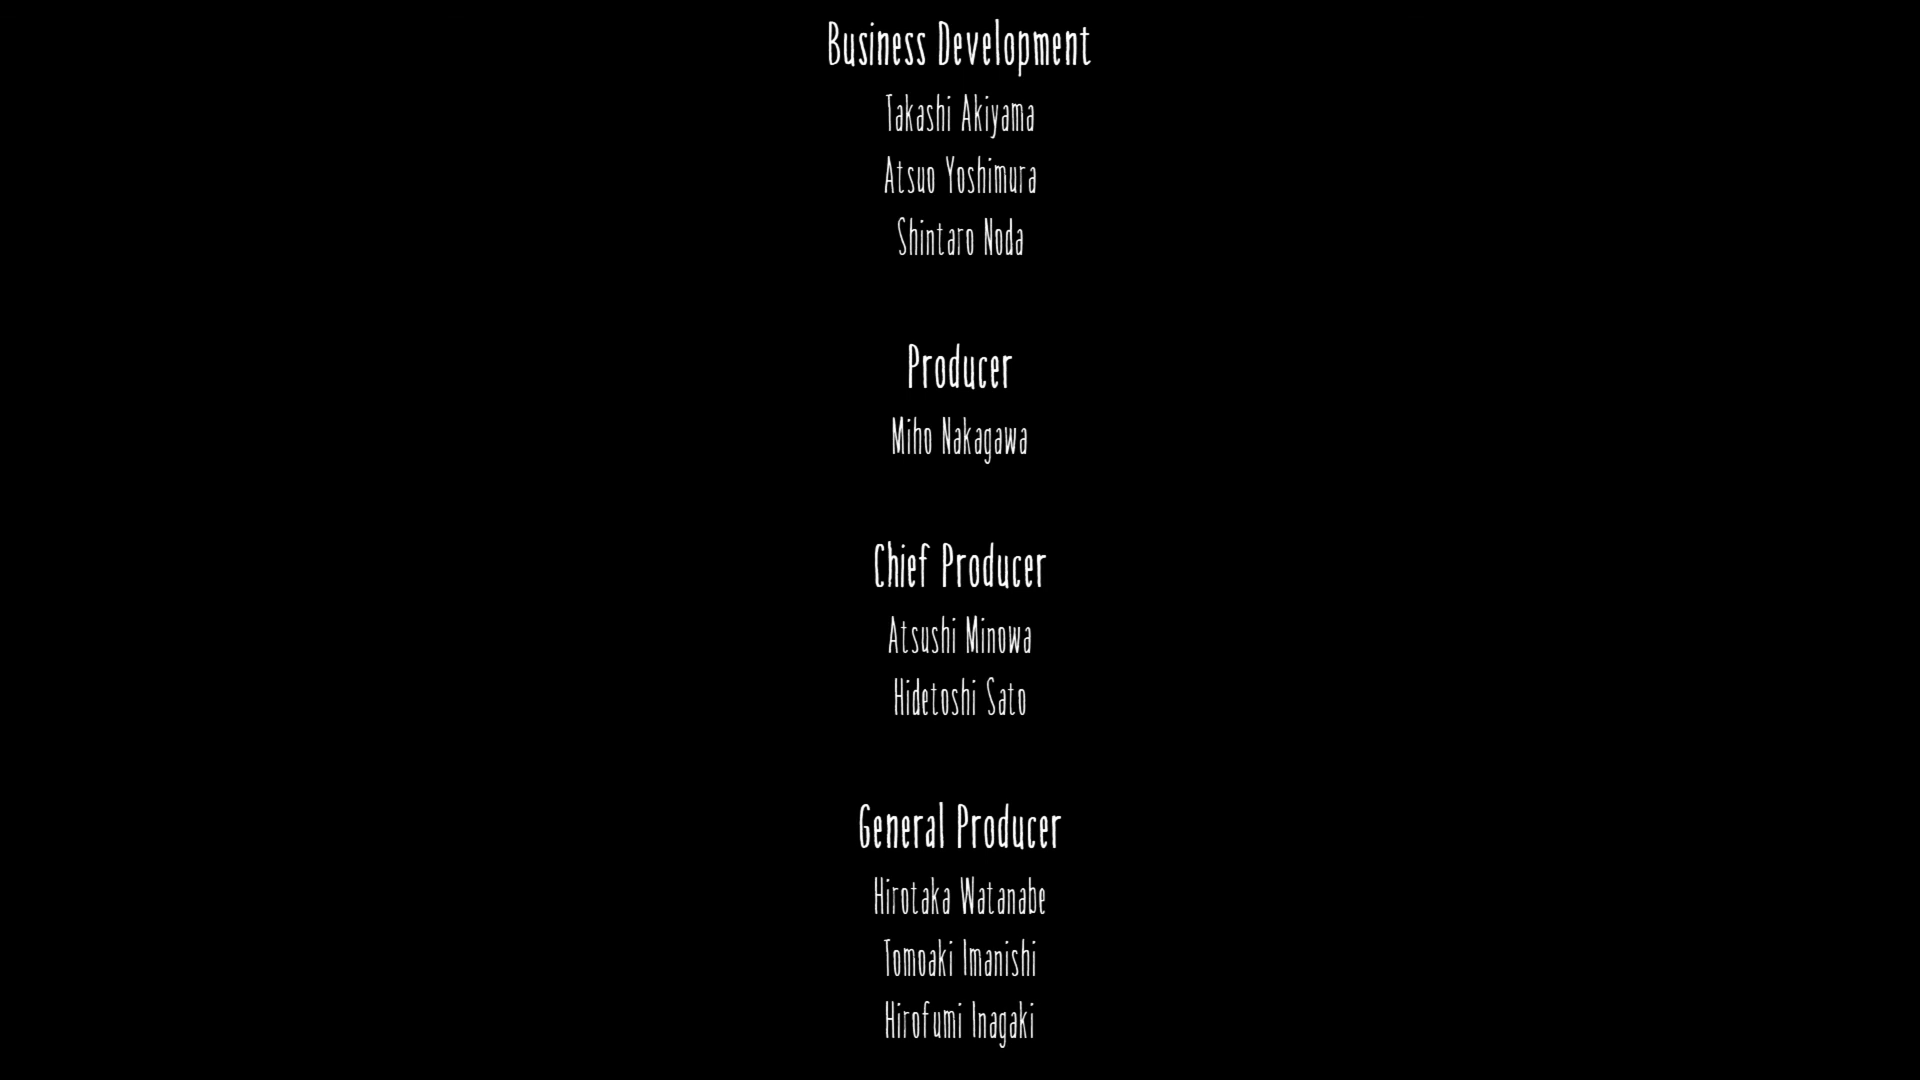 Business Development
Takashi Akiyama
Atsuo Yoshimura
Shintaro Noda
Producer
Miho Nakagawa
Chief Producer
Atsushi Minowa
Hidetoshi Sato
General Producer
Hirotaka Watanabe
Tomoaki Imanishi
Hirofumi Inagaki